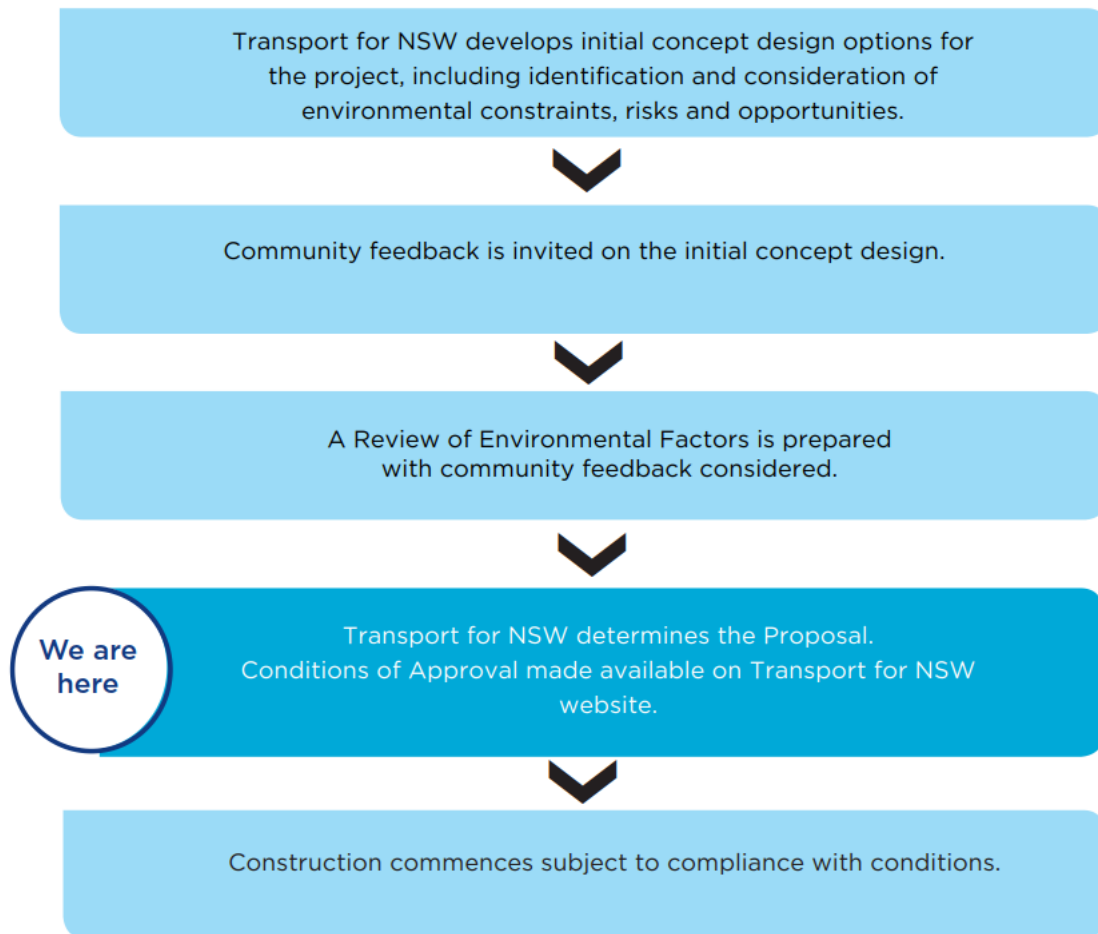 Transport for NSW develops initial concept design options for
the project, including identification and consideration of
environmental constraints, risks and opportunities.
Community feedback is invited on the initial concept design.
A Review of Environmental Factors is prepared
with community feedback considered.
We are
here
Transport for NSW determines the Proposal.
Conditions of Approval made available on Transport for NSW
website.
Construction commences subject to compliance with conditions.